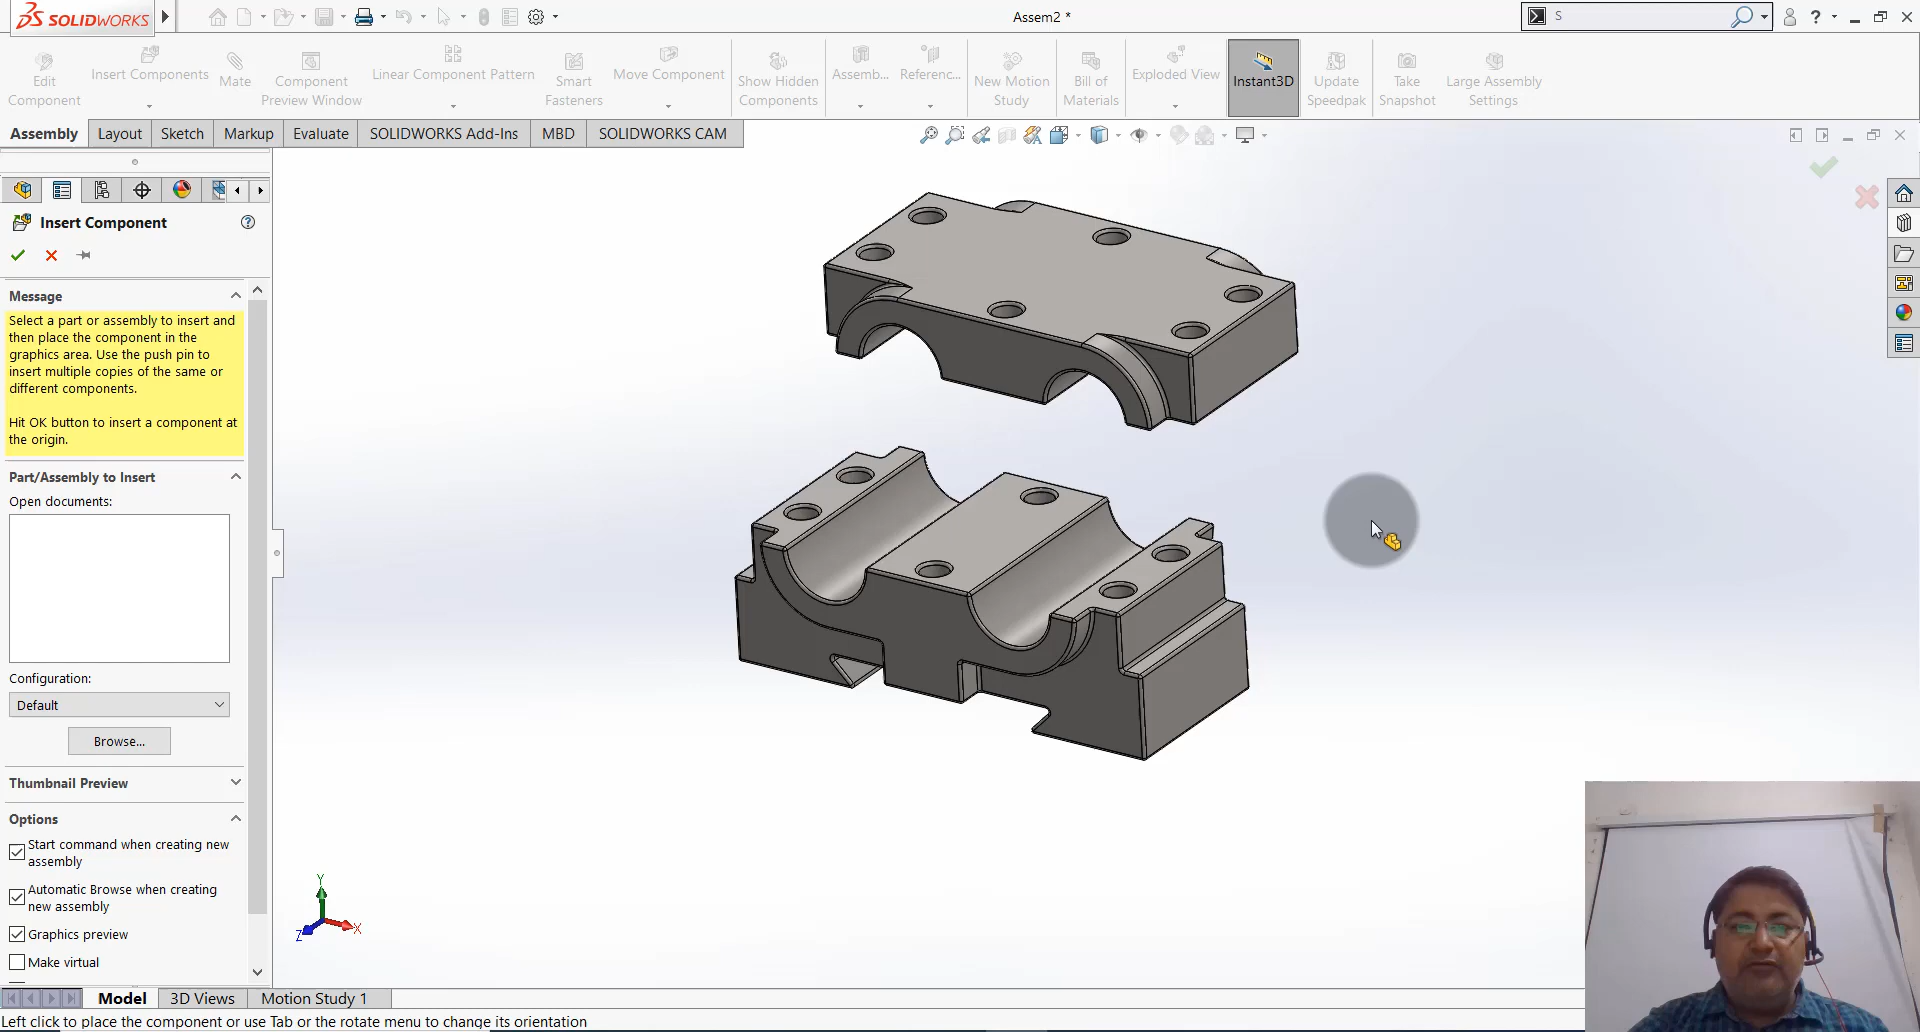 SOLIDWORKS
Assem2 *
S
Edit Component
Insert Components
Mate
Component Preview Window
Linear Component Pattern
Smart Fasteners
Move Component
Show Hidden Components
Assemb...
Referenc...
New Motion Study
Bill of Materials
Exploded View
Instant3D
Update Speedpak
Take Snapshot
Large Assembly Settings
Assembly
Layout
Sketch
Markup
Evaluate
SOLIDWORKS Add-Ins
MBD
SOLIDWORKS CAM
Insert Component
Message
Select a part or assembly to insert and
then place the component in the
graphics area. Use the push pin to
insert multiple copies of the same or
different components.
Hit OK button to insert a component at
the origin.
Part/Assembly to Insert
Open documents:
Configuration:
Default
Browse...
Thumbnail Preview
Options
Start command when creating new
assembly
Automatic Browse when creating
new assembly
Graphics preview
Make virtual
Y
X
Z
Model
3D Views
Motion Study 1
Left click to place the component or use Tab or the rotate menu to change its orientation